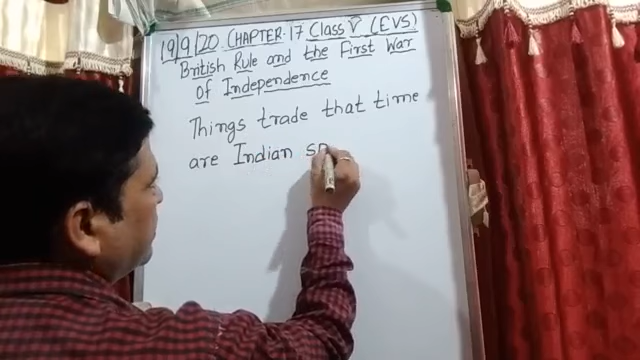 19/9/20 CHAPTER-17 Class V (EVS)
British Rule and the First War
Of Independence
Things trade that time
are Indian sp